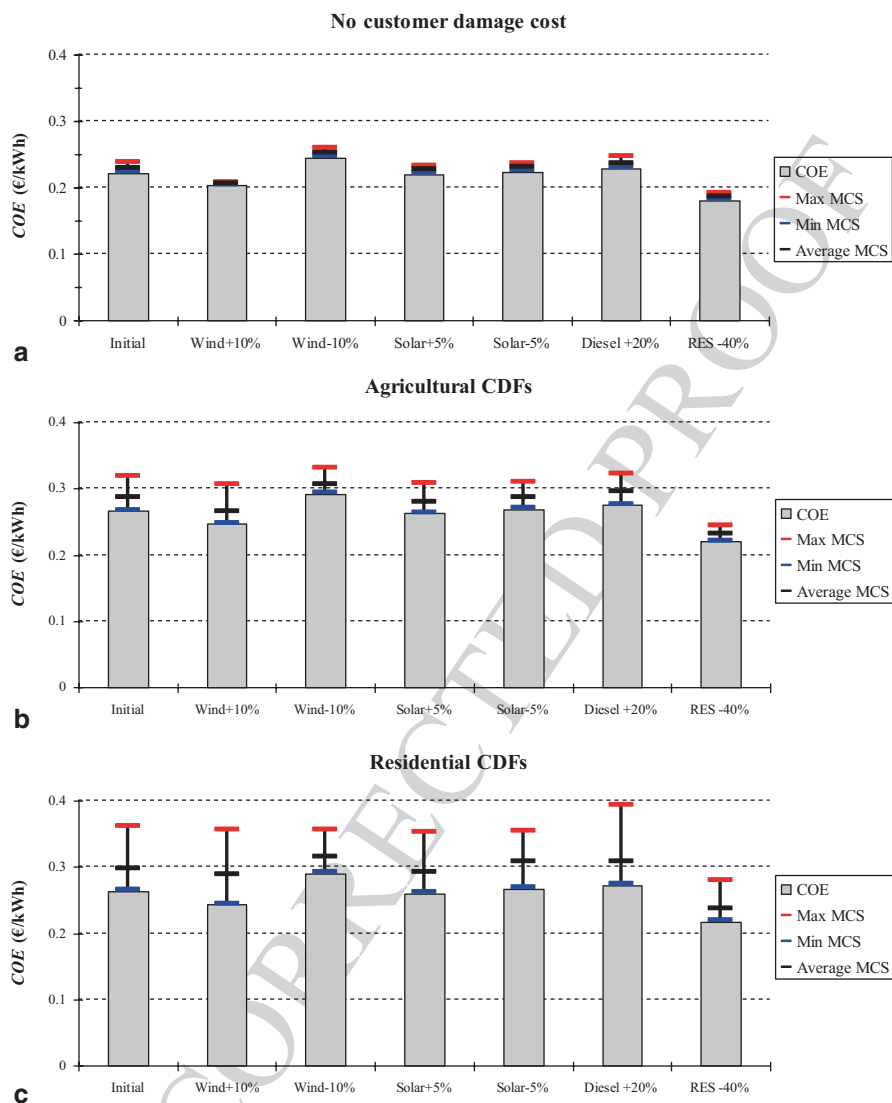 No customer damage cost
0.4
0.3
0.2
0.1
0
COE (€/kWh)
Initial Wind+10% Wind-10% Solar+5% Solar-5% Diesel +20% RES -40%
COE
Max MCS
Min MCS
Average MCS
a
Agricultural CDFs
0.4
0.3
0.2
0.1
0
COE (€/kWh)
Initial Wind+10% Wind-10% Solar+5% Solar-5% Diesel +20% RES -40%
COE
Max MCS
Min MCS
Average MCS
b
Residential CDFs
0.4
0.3
0.2
0.1
0
COE (€/kWh)
Initial Wind+10% Wind-10% Solar+5% Solar-5% Diesel +20% RES -40%
COE
Max MCS
Min MCS
Average MCS
c
CORRECTED PROOF